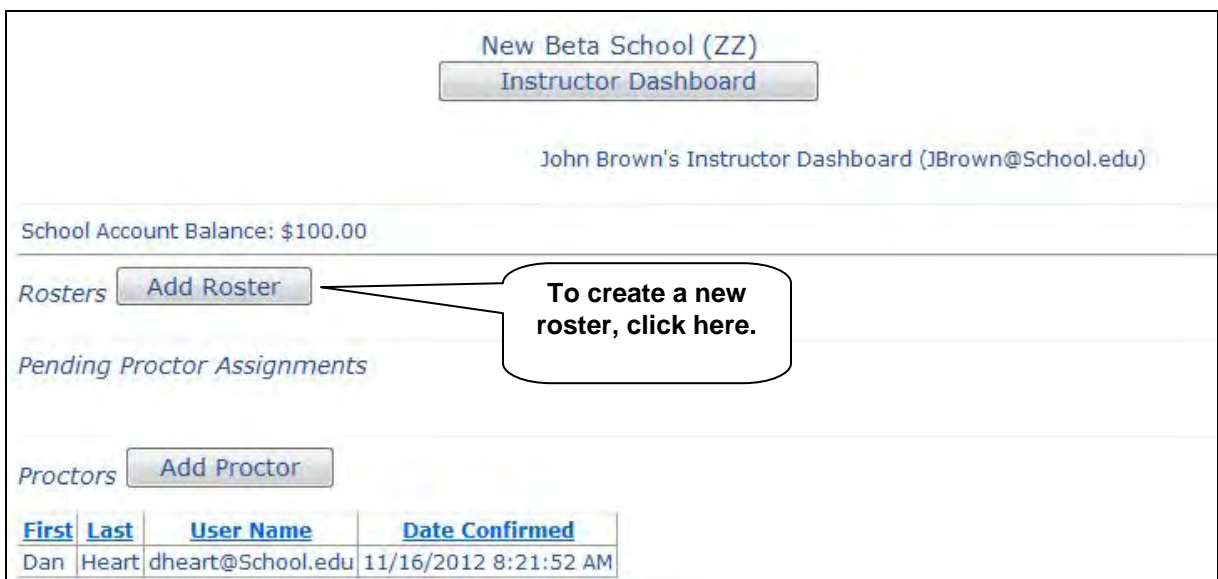 New Beta School (ZZ)
Instructor Dashboard
John Brown's Instructor Dashboard (JBrown@School.edu)
School Account Balance: $100.00
Rosters Add Roster
To create a new
roster, click here.
Pending Proctor Assignments
Proctors Add Proctor
First Last User Name Date Confirmed
Dan Heart dheart@School.edu 11/16/2012 8:21:52 AM